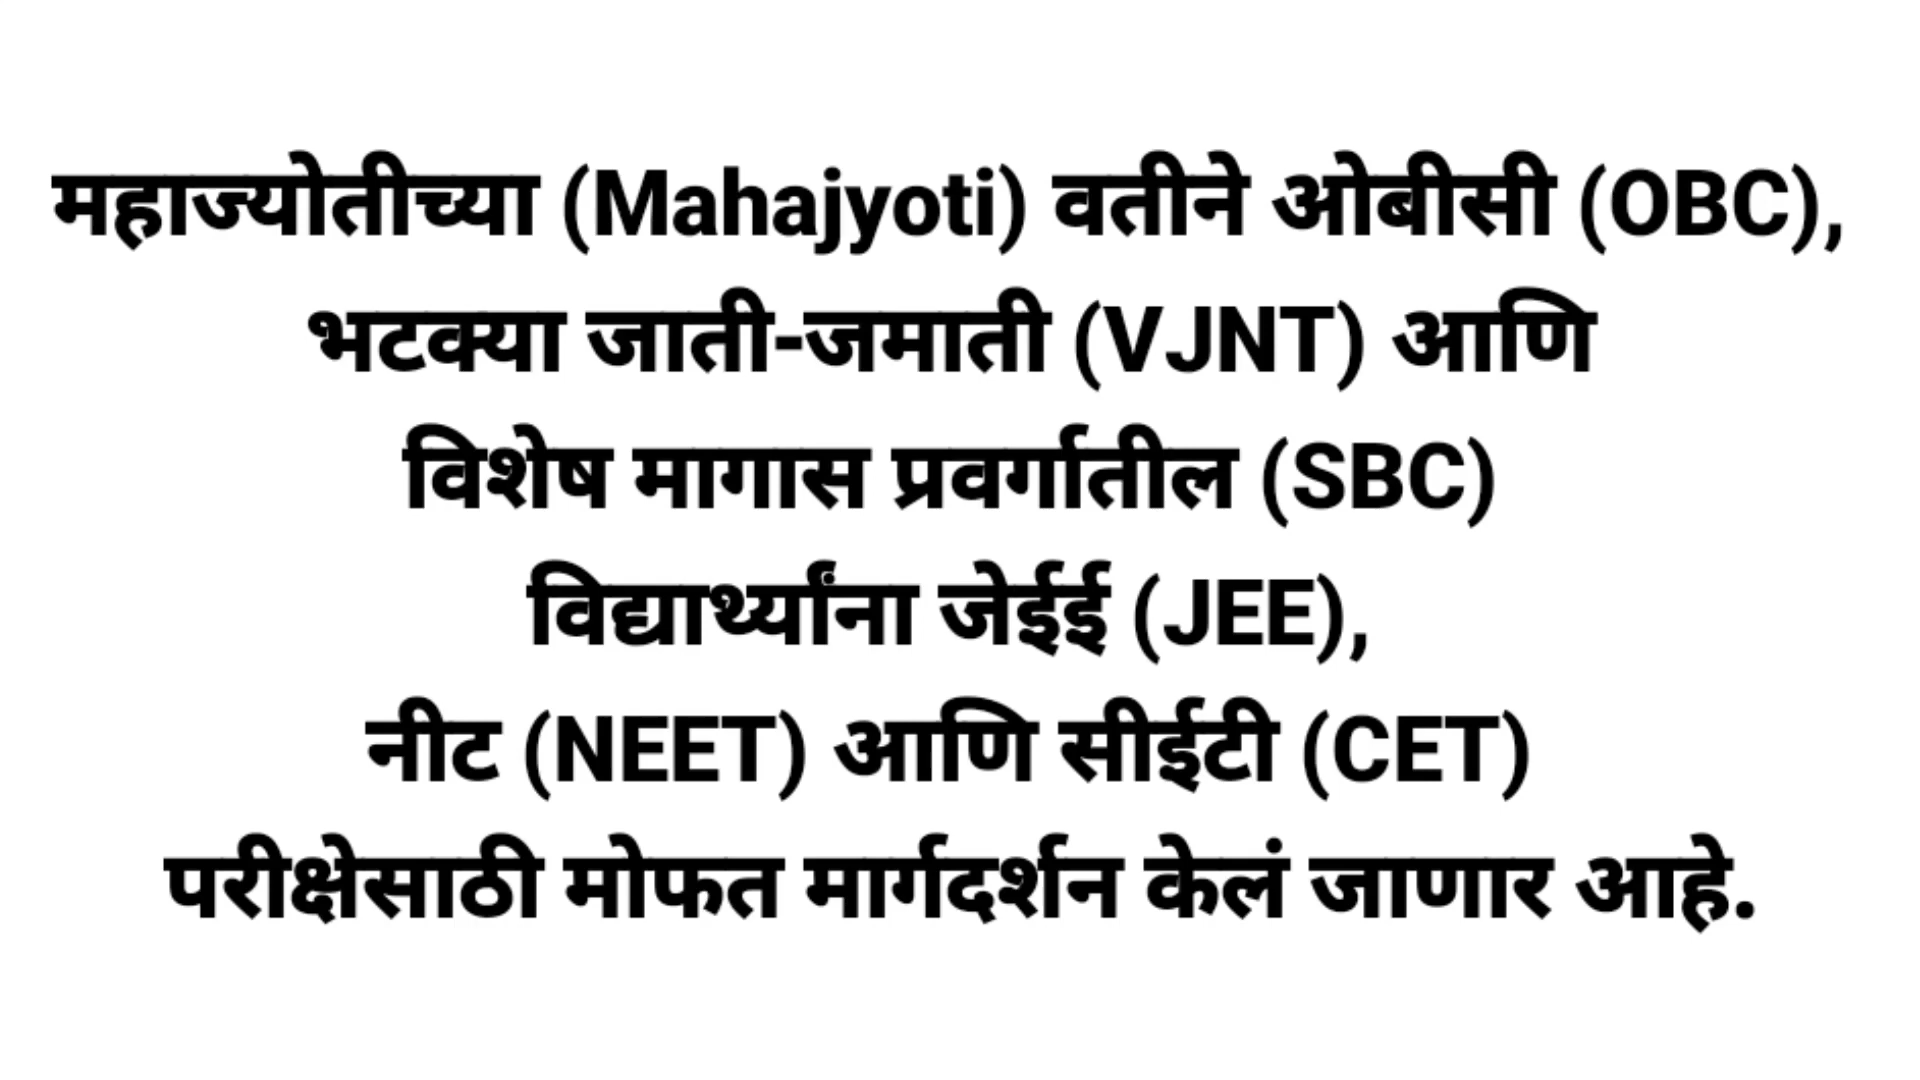 महाज्योतीच्या (Mahajyoti) वतीने ओबीसी (OBC),
भटक्या जाती-जमाती (VJNT) आणि
विशेष मागास प्रवर्गातील (SBC)
विद्यार्थ्यांना जेईई (JEE),
नीट (NEET) आणि सीईटी (CET)
परीक्षेसाठी मोफत मार्गदर्शन केलं जाणार आहे.